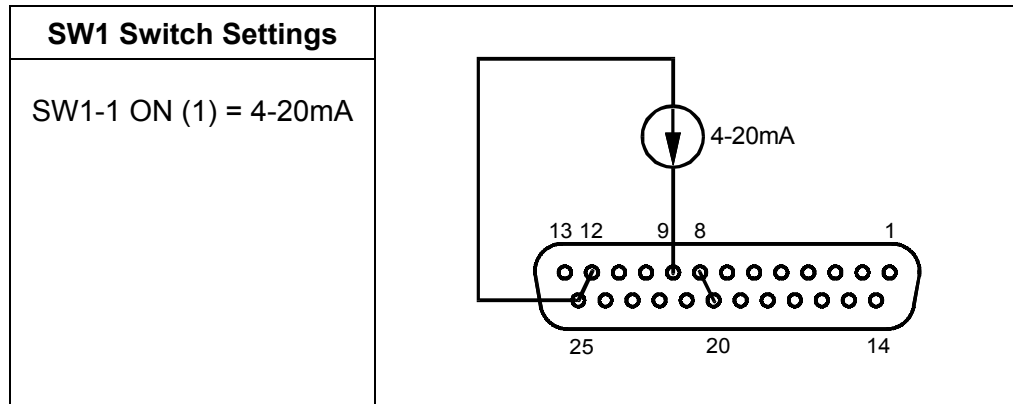 SW1 Switch Settings
SW1-1 ON (1) = 4-20mA
4-20mA
13 12 9 8 1
25 20 14